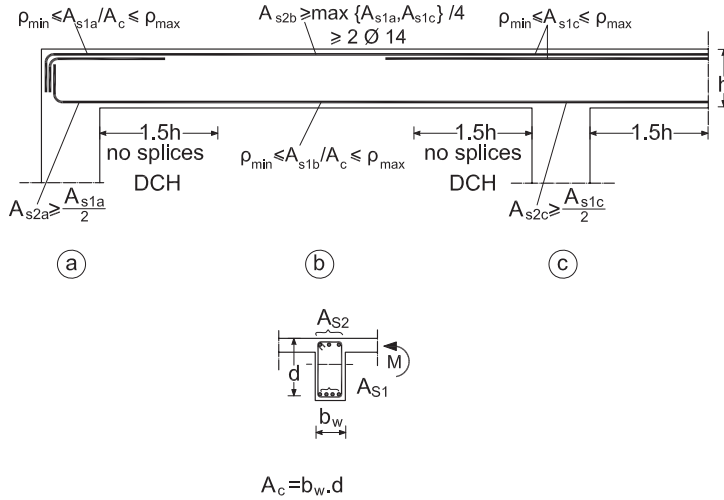 ρmin≤As1a/Ac ≤ ρmax
As2b≥max {As1a,As1c} /4
≥ 2 Ø 14
ρmin≤As1c≤ ρmax
h
1.5h
no splices
DCH
ρmin≤As1b/Ac ≤ ρmax
1.5h
no splices
DCH
1.5h
As2a≥As1a/2
As2c≥As1c/2
a
b
c
AS2
d
M
AS1
bw
Ac=bw.d